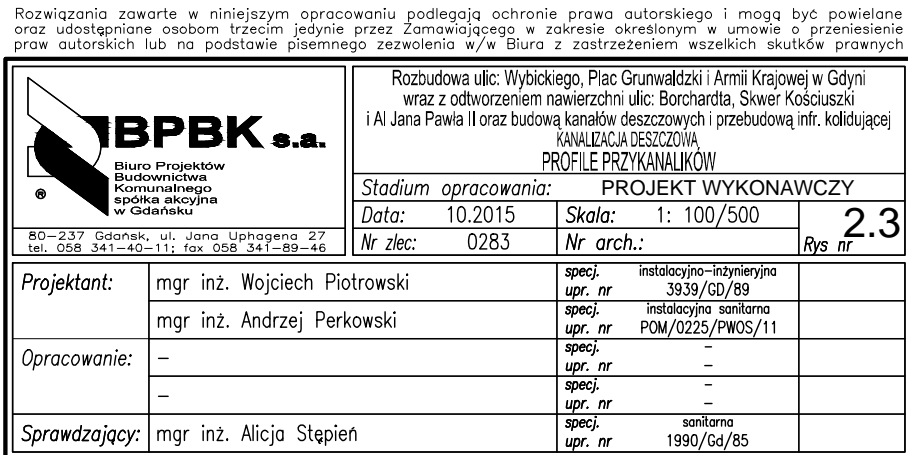 Rozwiązania zawarte w niniejszym opracowaniu podlegają ochronie prawa autorskiego i mogą być powielane
oraz udostępniane osobom trzecim jedynie przez Zamawiającego w zakresie określonym w umowie o przeniesienie
praw autorskich lub na podstawie pisemnego zezwolenia w/w Biura z zastrzeżeniem wszelkich skutków prawnych
BPBK s.a.
Biuro Projektów
Budownictwa
Komunalnego
spółka akcyjna
w Gdańsku
®
80-237 Gdańsk, ul. Jana Uphagena 27
tel. 058 341-40-11; fax 058 341-89-46
Rozbudowa ulic: Wybickiego, Plac Grunwaldzki i Armii Krajowej w Gdyni
wraz z odtworzeniem nawierzchni ulic: Borchardta, Skwer Kościuszki
i Al Jana Pawła II oraz budową kanałów deszczowych i przebudową infr. kolidującej
KANALIZACJA DESZCZOWA
PROFILE PRZYKANALIKÓW
Stadium opracowania: PROJEKT WYKONAWCZY
Data: 10.2015 Skala: 1: 100/500
Nr zlec: 0283 Nr arch.: Rys nr 2.3
Projektant: mgr inż. Wojciech Piotrowski specj. instalacyjno-inżynieryjna
upr. nr 3939/GD/89
mgr inż. Andrzej Perkowski specj. instalacyjna sanitarna
upr. nr POM/0225/PWOS/11
Opracowanie: – specj. –
upr. nr –
– specj. –
upr. nr –
Sprawdzający: mgr inż. Alicja Stępień specj. sanitarna
upr. nr 1990/Gd/85